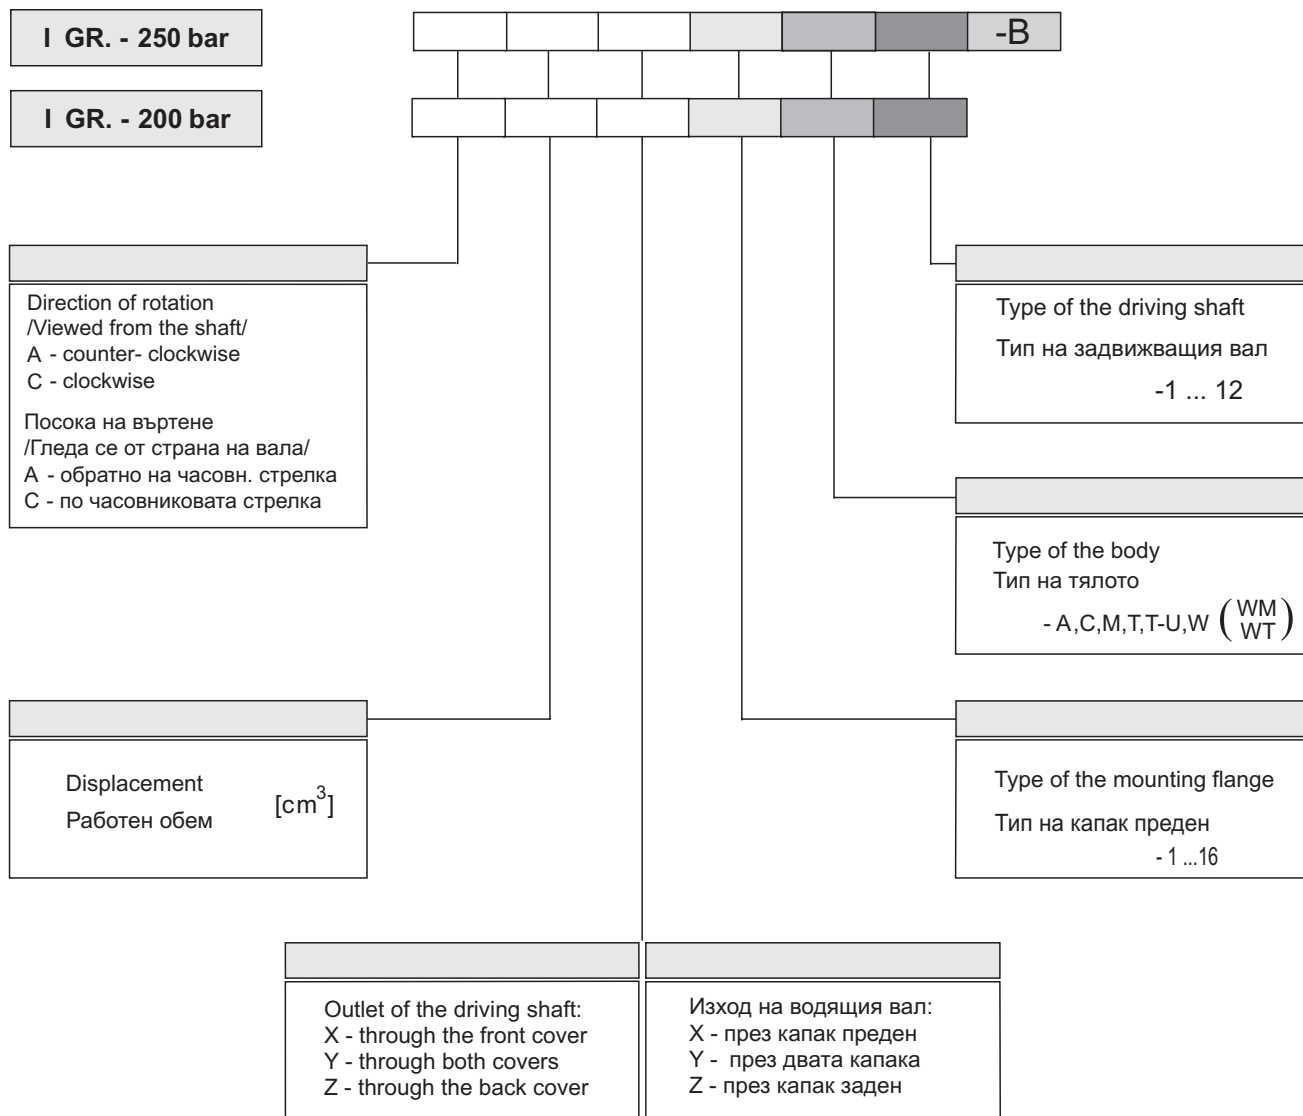 I GR. - 250 bar
-B
I GR. - 200 bar
Direction of rotation
/Viewed from the shaft/
A - counter- clockwise
C - clockwise
Посока на въртене
/Гледа се от страна на вала/
A - обратно на часовн. стрелка
C - по часовниковата стрелка
Type of the driving shaft
Тип на задвижващия вал
-1 ... 12
Type of the body
Тип на тялото
- A,C,M,T,T-U,W (WM
WT)
Displacement
Работен обем
[cm³]
Type of the mounting flange
Тип на капак преден
- 1 ...16
Outlet of the driving shaft:
X - through the front cover
Y - through both covers
Z - through the back cover
Изход на водящия вал:
X - през капак преден
Y - през двата капака
Z - през капак заден